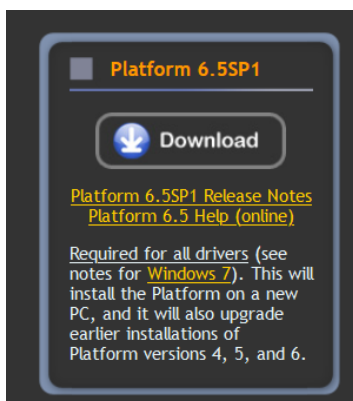 Platform 6.5SP1
Download
Platform 6.5SP1 Release Notes
Platform 6.5 Help (online)
Required for all drivers (see
notes for Windows 7). This will
install the Platform on a new
PC, and it will also upgrade
earlier installations of
Platform versions 4, 5, and 6.